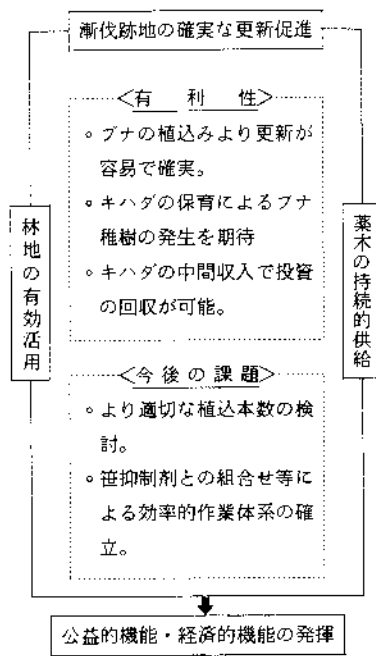 漸伐跡地の確実な更新促進
<有利性>
。ブナの植込みより更新が
容易で確実。
。キハダの保育によるブナ
稚樹の発生を期待
。キハダの中間収入で投資
の回収が可能。
林地の有効活用
薬木の持続的供給
<今後の課題>
。より適切な植込本数の検
討。
。笹抑制剤との組合せ等に
よる効率的作業体系の確
立。
公益的機能・経済的機能の発揮